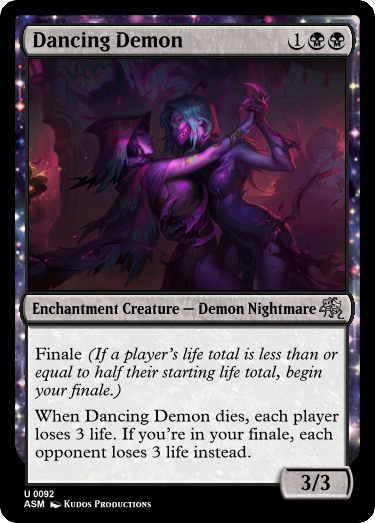 Dancing Demon 1
Enchantment Creature — Demon Nightmare
Finale (If a player's life total is less than or
equal to half their starting life total, begin
your finale.)
When Dancing Demon dies, each player
loses 3 life. If you're in your finale, each
opponent loses 3 life instead.
3/3
U 0092
ASM Kudos Productions